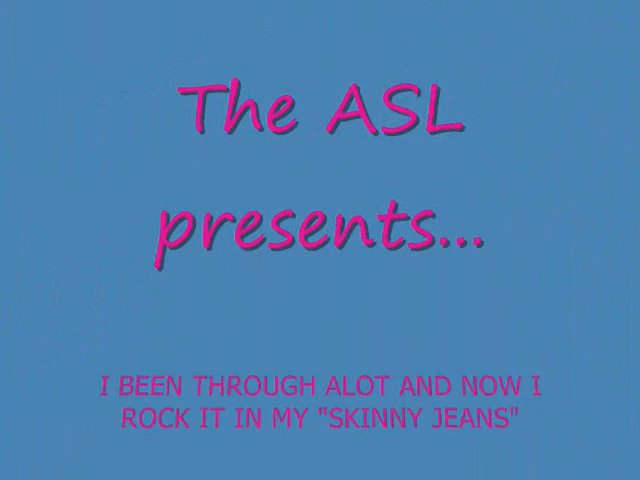 The ASL
presents...
I BEEN THROUGH ALOT AND NOW I
ROCK IT IN MY "SKINNY JEANS"